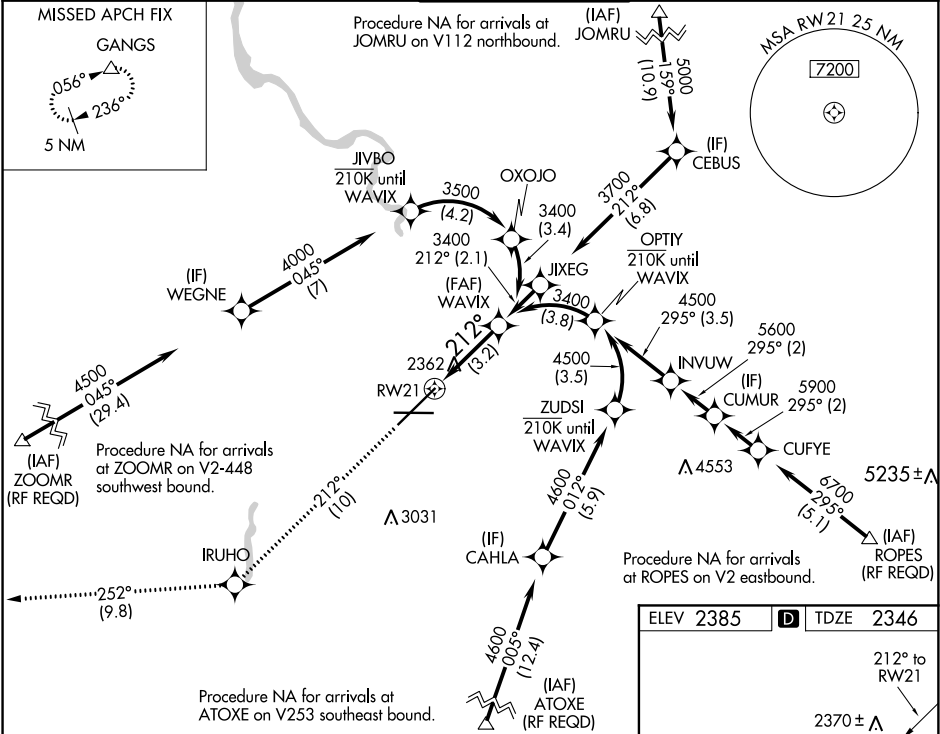 MISSED APCH FIX
GANGS
056°
236°
5 NM
Procedure NA for arrivals at
JOMRU on V112 northbound.
(IAF)
JOMRU
5000
159°
(10.9)
MSA RW21 25 NM
7200
(IF)
CEBUS
3700
212°
(6.8)
JIVBO
210K until
WAVIX
3500
(4.2)
OXOJO
3400
(3.4)
3400
212° (2.1)
OPTIY
210K until
WAVIX
JIXEG
(IF)
WEGNE
4000
045°
(7)
(FAF)
WAVIX
3400
(3.8)
4500
295° (3.5)
212°
(3.2)
2362
RW21
4500
(3.5)
INVUW
5600
295° (2)
(IF)
CUMUR
5900
295° (2)
4500
045°
(29.4)
ZUDSI
210K until
WAVIX
CUFYE
(IAF)
ZOOMR
(RF REQD)
Procedure NA for arrivals
at ZOOMR on V2-448
southwest bound.
4553
5235±
6700
295°
(5.1)
4600
012°
(5.9)
212°
(10)
3031
(IAF)
ROPES
(RF REQD)
IRUHO
(IF)
CAHLA
Procedure NA for arrivals
at ROPES on V2 eastbound.
252°
(9.8)
4600
005°
(12.4)
ELEV 2385 D TDZE 2346
212° to
RW21
Procedure NA for arrivals at
ATOXE on V253 southeast bound.
(IAF)
ATOXE
(RF REQD)
2370±